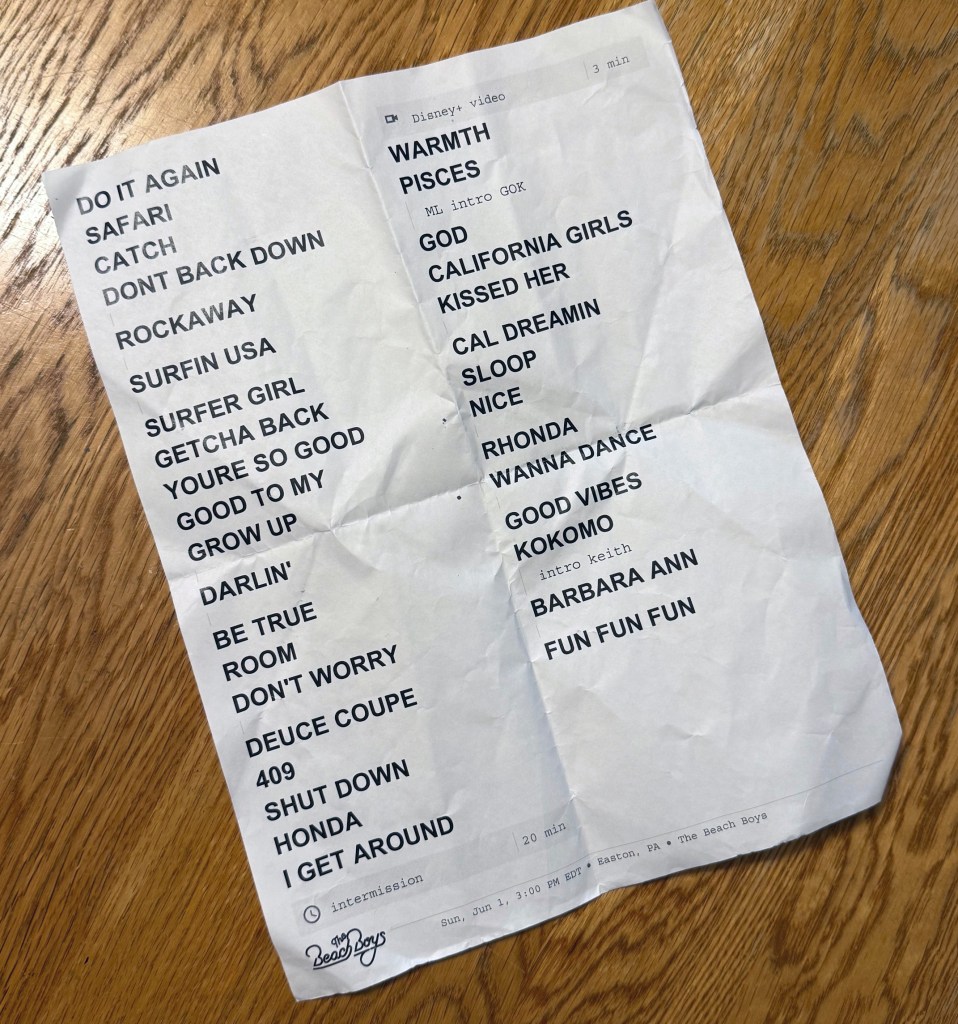 DO IT AGAIN
SAFARI
CATCH
DONT BACK DOWN
ROCKAWAY
SURFIN USA
SURFER GIRL
GETCHA BACK
YOURE SO GOOD
GOOD TO MY
GROW UP
DARLIN'
BE TRUE
ROOM
DON'T WORRY
DEUCE COUPE
409
SHUT DOWN
HONDA
I GET AROUND
intermission 20 min
Disney+ video 3 min
WARMTH
PISCES
ML intro GOK
GOD
CALIFORNIA GIRLS
KISSED HER
CAL DREAMIN
SLOOP
NICE
RHONDA
WANNA DANCE
GOOD VIBES
KOKOMO
intro keith
BARBARA ANN
FUN FUN FUN
The Beach Boys
Sun, Jun 1, 3:00 PM EDT • Easton, PA • The Beach Boys